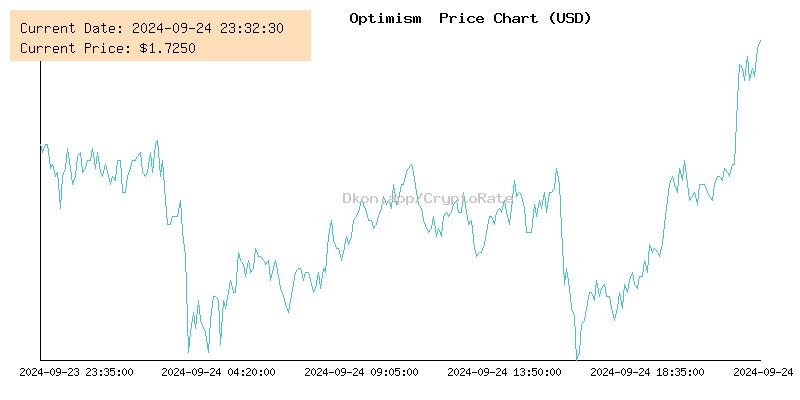 Optimism  Price Chart (USD)
Current Date: 2024-09-24 23:32:30
Current Price: $1.7250
Dkon.app/CryptoRate
2024-09-23 23:35:00 2024-09-24 04:20:00 2024-09-24 09:05:00 2024-09-24 13:50:00 2024-09-24 18:35:00 2024-09-24